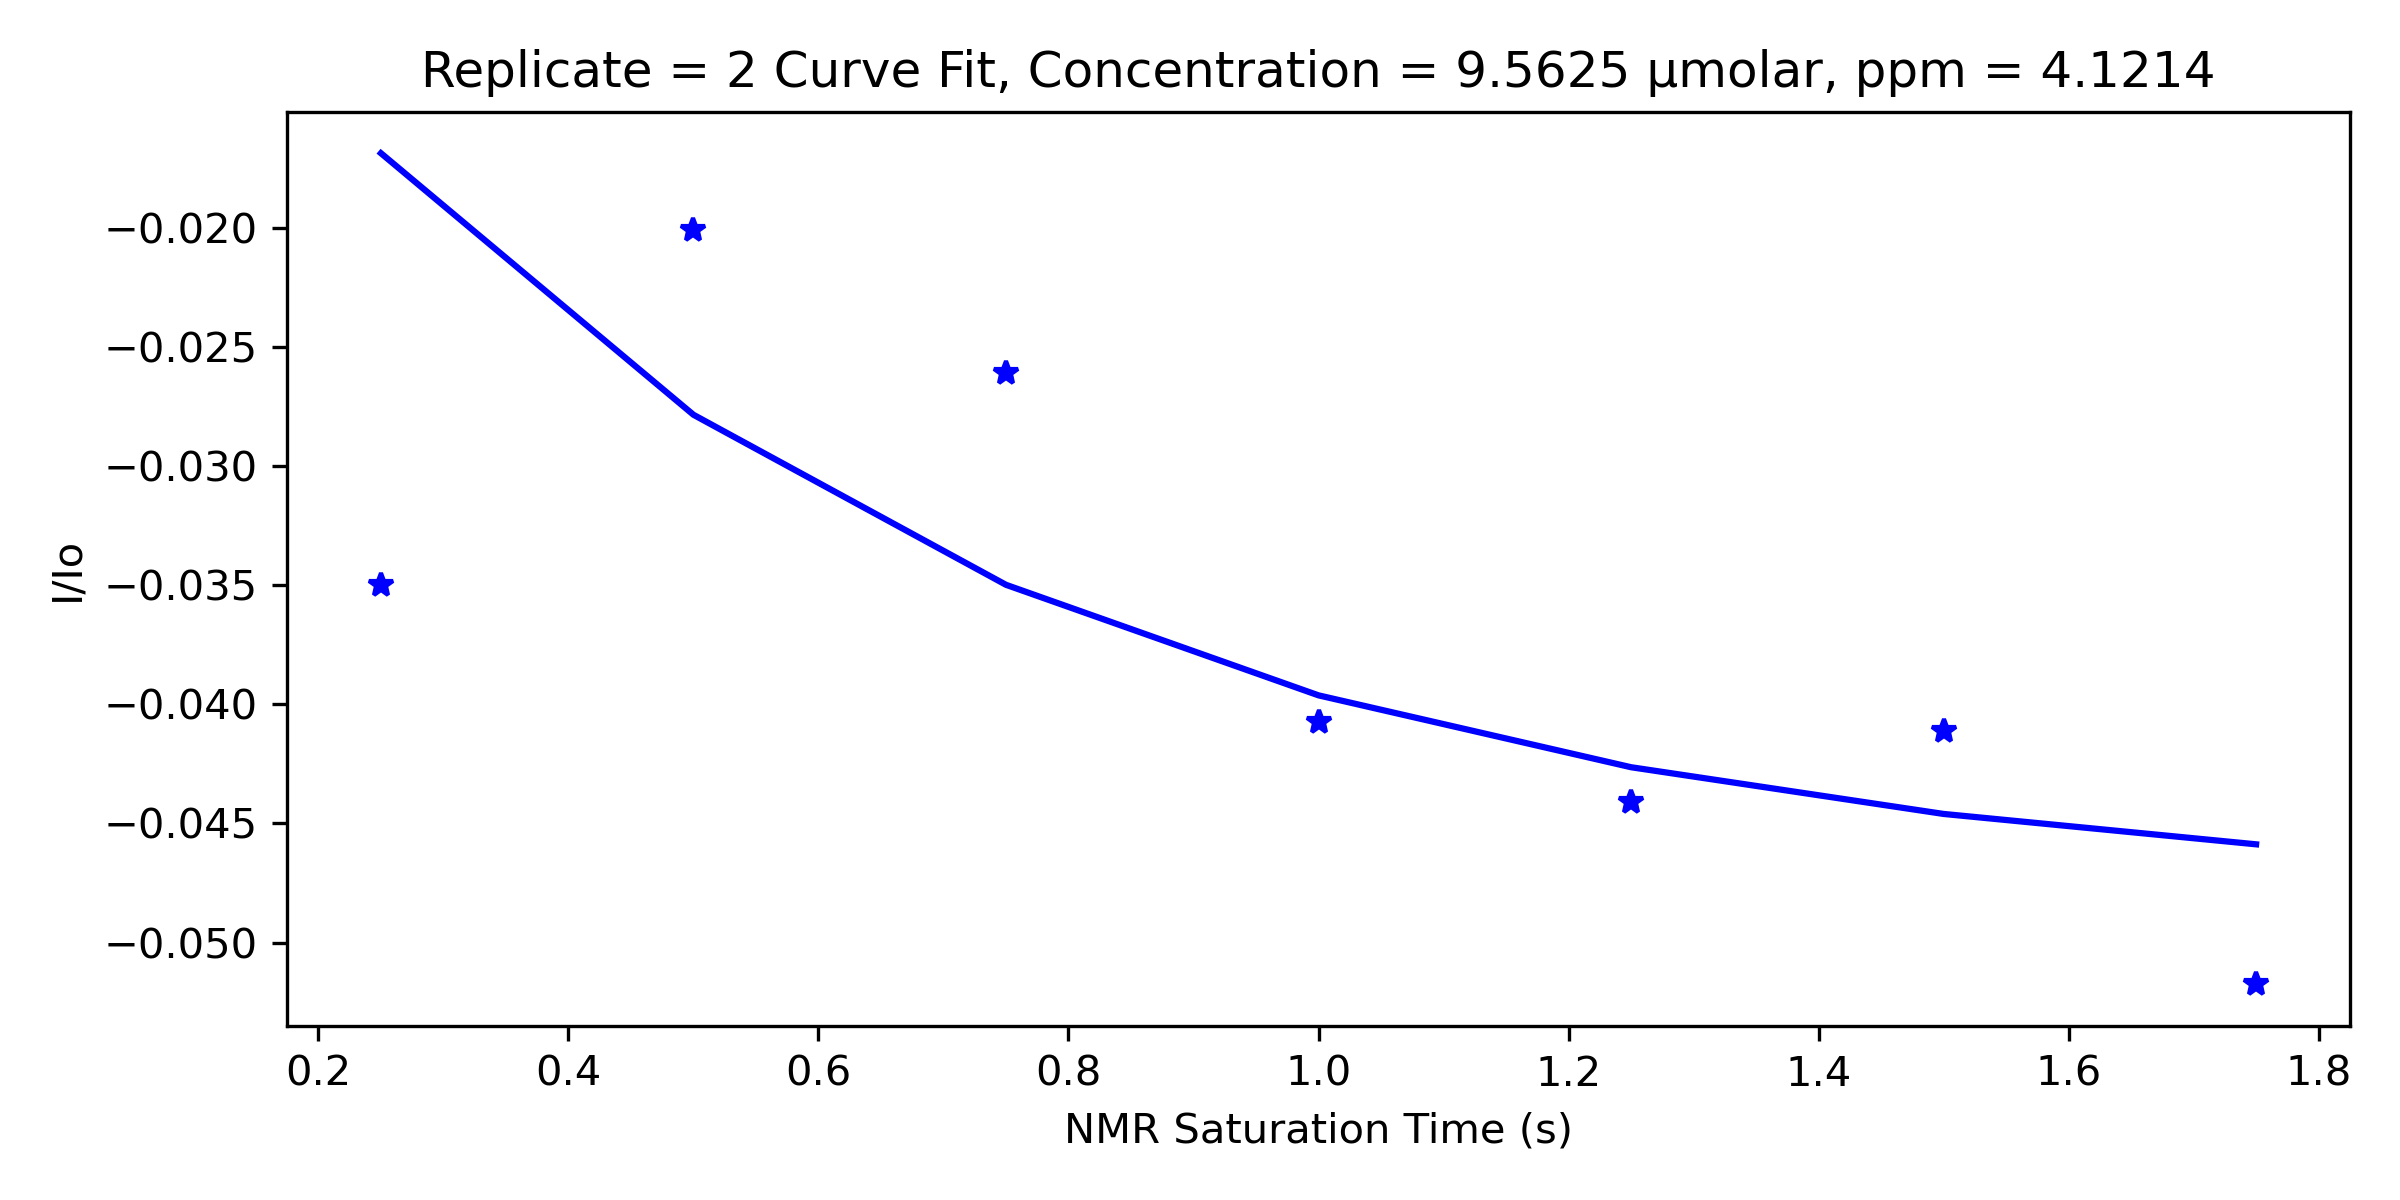 Replicate = 2 Curve Fit, Concentration = 9.5625 µmolar, ppm = 4.1214
I/Io
−0.020
−0.025
−0.030
−0.035
−0.040
−0.045
−0.050
0.2 0.4 0.6 0.8 1.0 1.2 1.4 1.6 1.8
NMR Saturation Time (s)